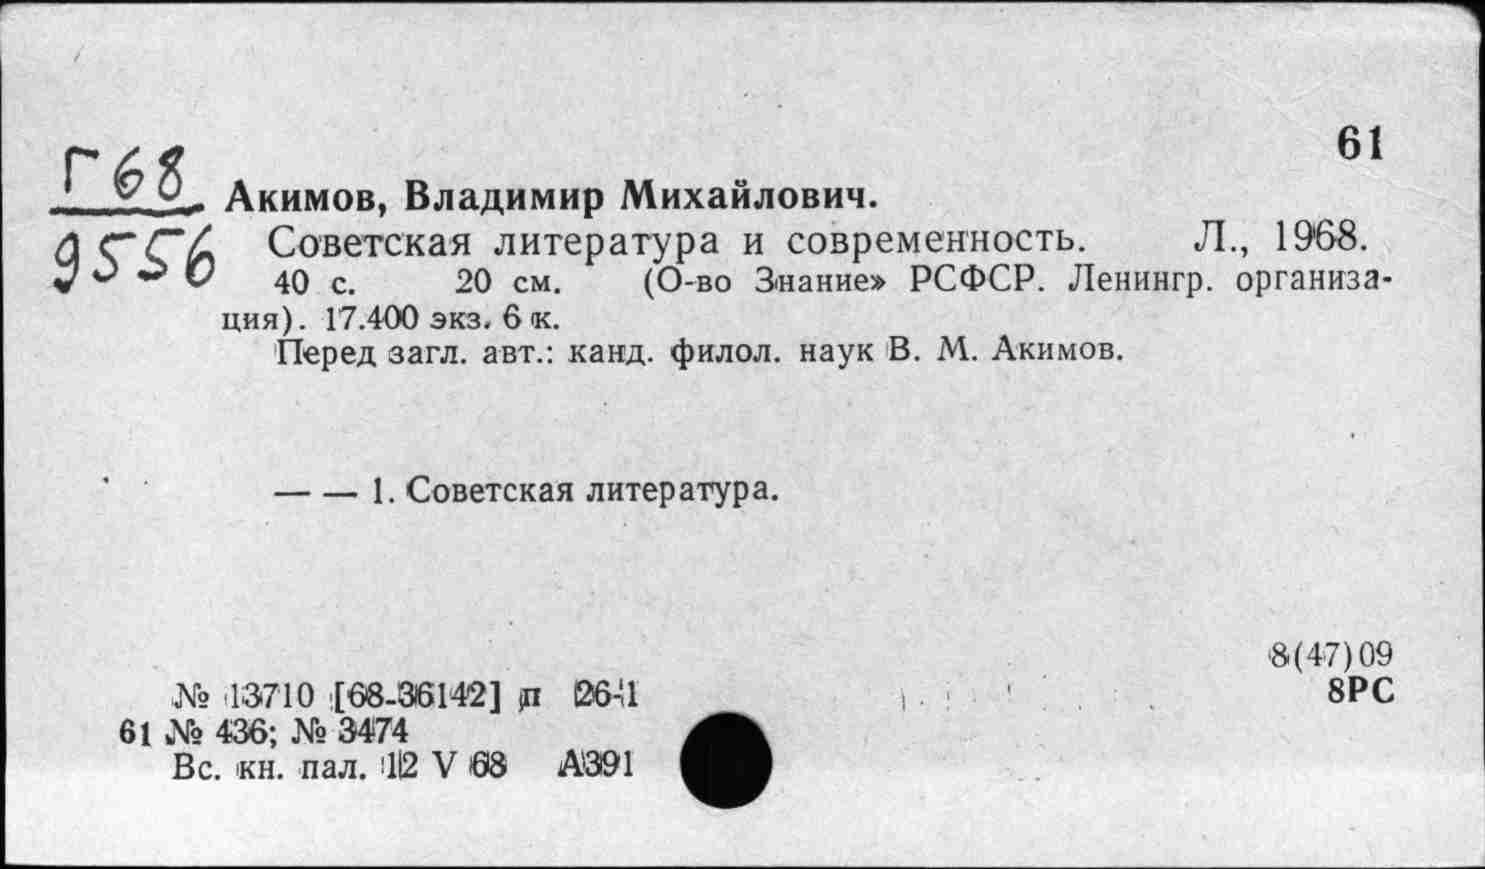 61
Г68
9556
Акимов, Владимир Михайлович.
Советская литература и современность. Л., 1968.
40 с. 20 см. (О-во Знание» РСФСР. Ленингр. организа-
ция). 17.400 экз. 6 к.
Перед загл. авт.: канд. филол. наук В. М. Акимов.
— — 1. Советская литература.
8(47)09
№ 13710 [68-36142] п 26-1
8РС
61 № 436; № 3474
Вс. кн. пал. 12 V 68 А391